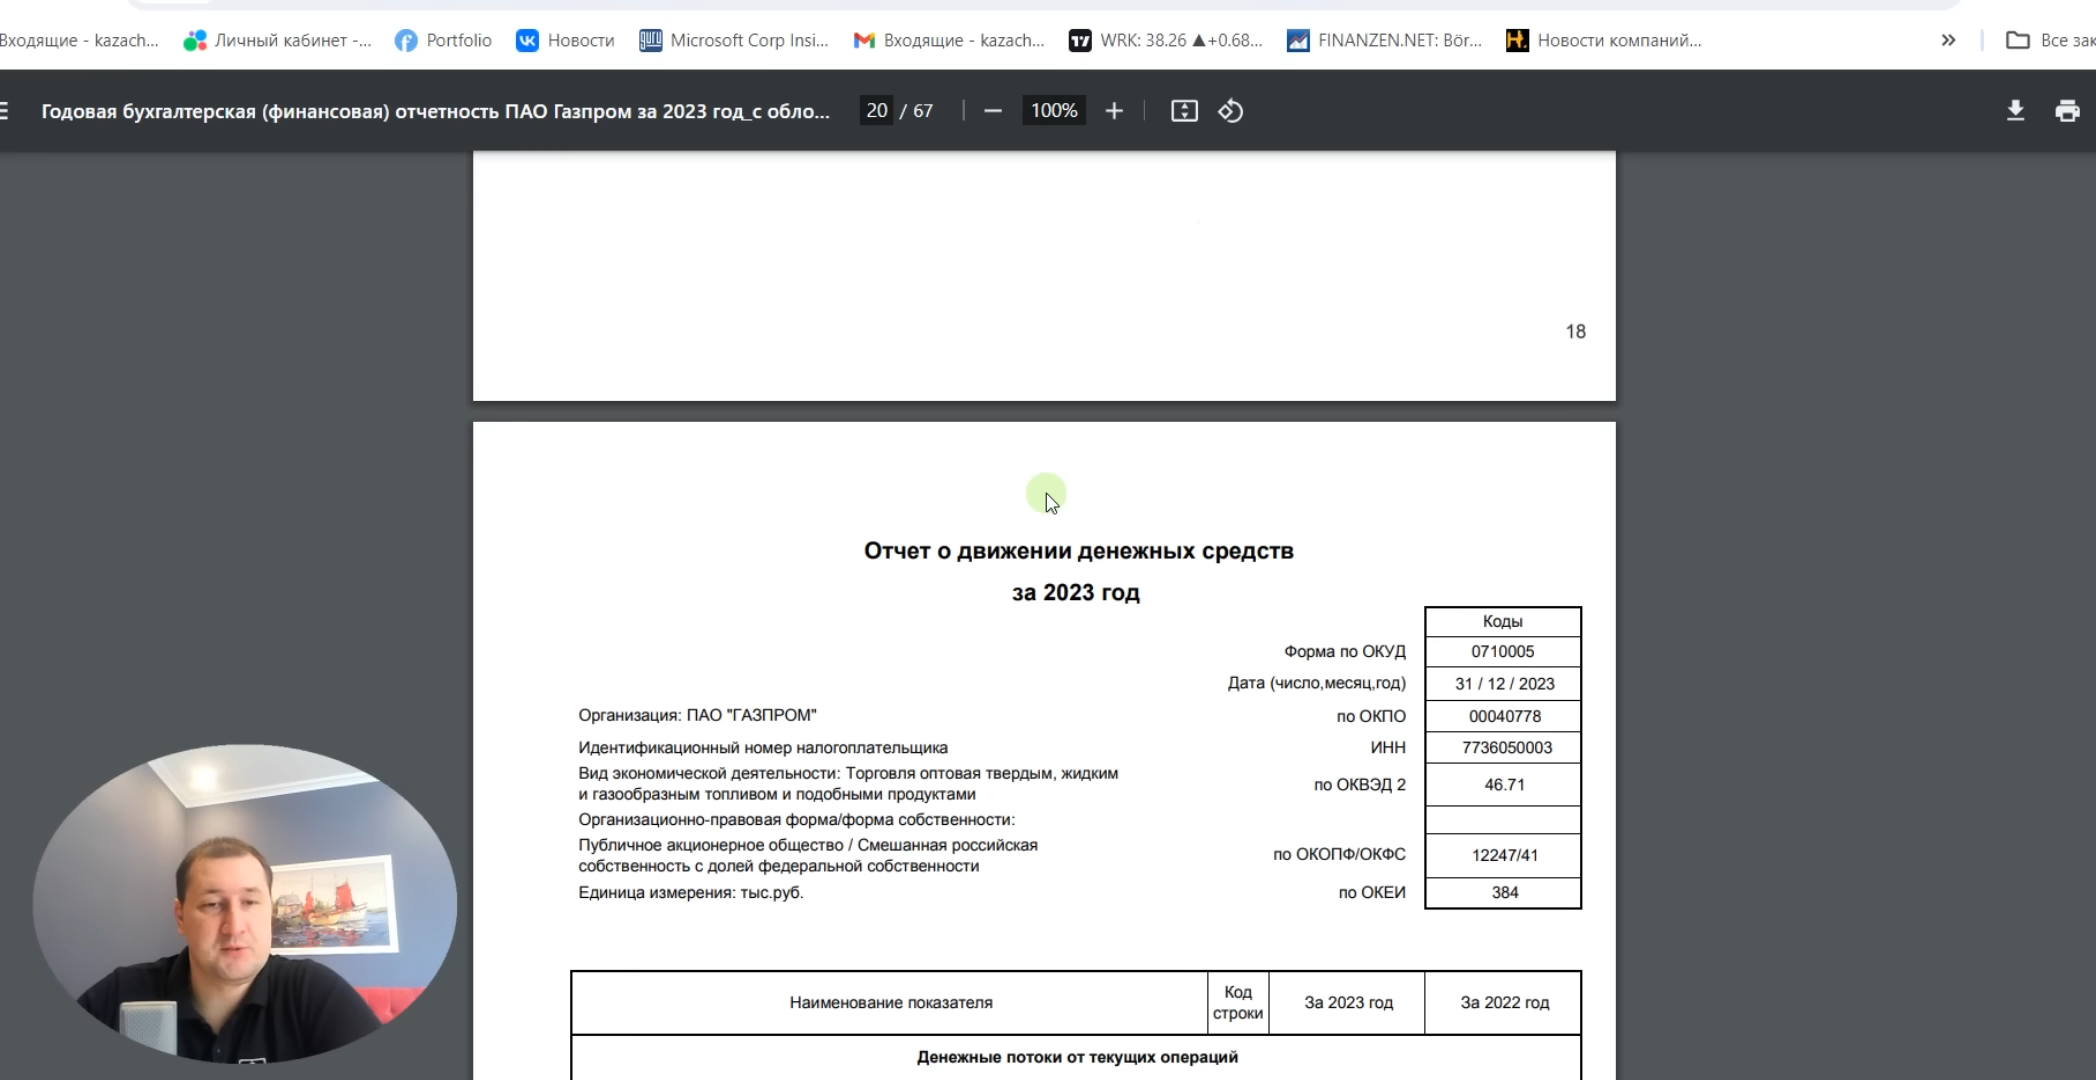 Входящие - kazach...
Личный кабинет -...
Portfolio
Новости
Microsoft Corp Insi...
Входящие - kazach...
WRK: 38.26 ▲+0.68...
FINANZEN.NET: Bör...
Новости компаний...
»
Все зак
Годовая бухгалтерская (финансовая) отчетность ПАО Газпром за 2023 год_с обло...
20 / 67
100%
18
Отчет о движении денежных средств
за 2023 год
Коды
Форма по ОКУД 0710005
Дата (число,месяц,год) 31 / 12 / 2023
Организация: ПАО "ГАЗПРОМ" по ОКПО 00040778
Идентификационный номер налогоплательщика ИНН 7736050003
Вид экономической деятельности: Торговля оптовая твердым, жидким
и газообразным топливом и подобными продуктами
по ОКВЭД 2 46.71
Организационно-правовая форма/форма собственности:
Публичное акционерное общество / Смешанная российская
собственность с долей федеральной собственности
по ОКОПФ/ОКФС 12247/41
Единица измерения: тыс.руб. по ОКЕИ 384
Наименование показателя
Код
строки
За 2023 год
За 2022 год
Денежные потоки от текущих операций